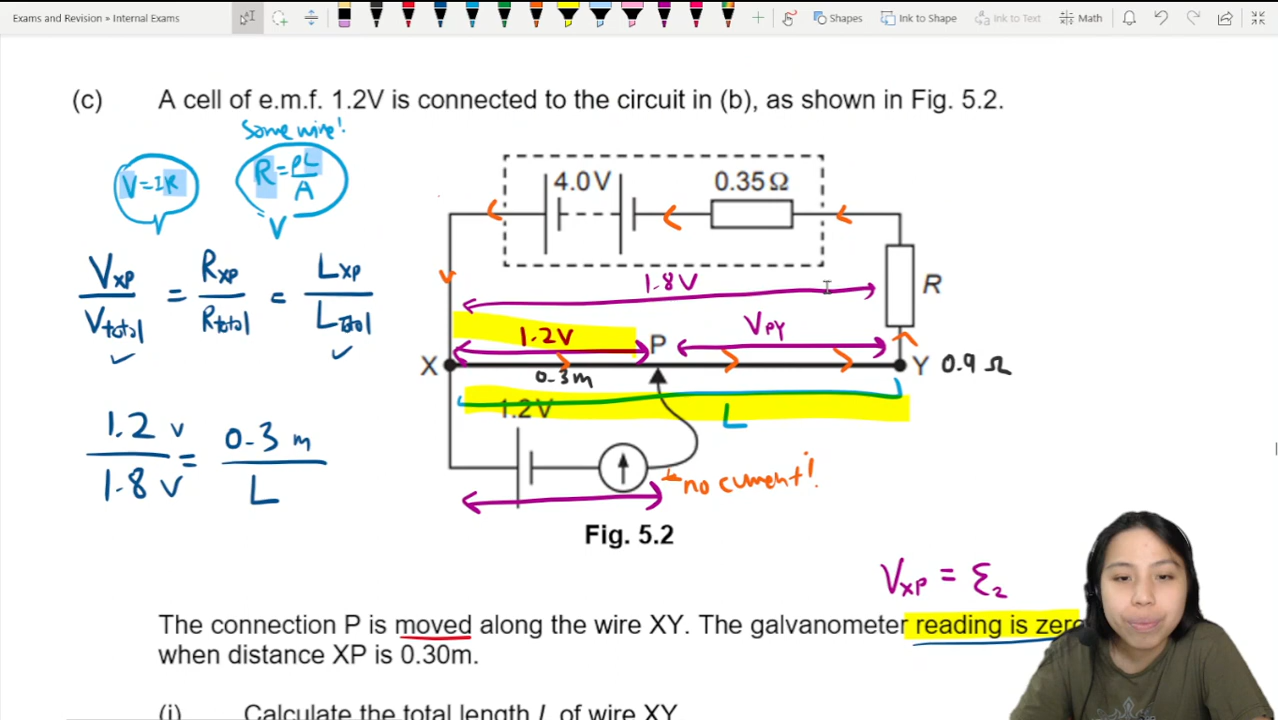 Exams and Revision » Internal Exams
Shapes
Ink to Shape
Ink to Text
Math
(c) A cell of e.m.f. 1.2V is connected to the circuit in (b), as shown in Fig. 5.2.
Same wire!
V=IR
R=ρL/A
V
4.0V
0.35Ω
R
1.8V
1.2V
P
VPY
X
0.3m
Y
0.9Ω
L
1.2V
no current!
Vxp/Vtotal = Rxp/Rtotal = Lxp/Ltotal
1.2 V/1.8 V = 0.3 m/L
Fig. 5.2
Vxp = ε2
The connection P is moved along the wire XY. The galvanometer reading is zero
when distance XP is 0.30m.
(i) Calculate the total length L of wire XY